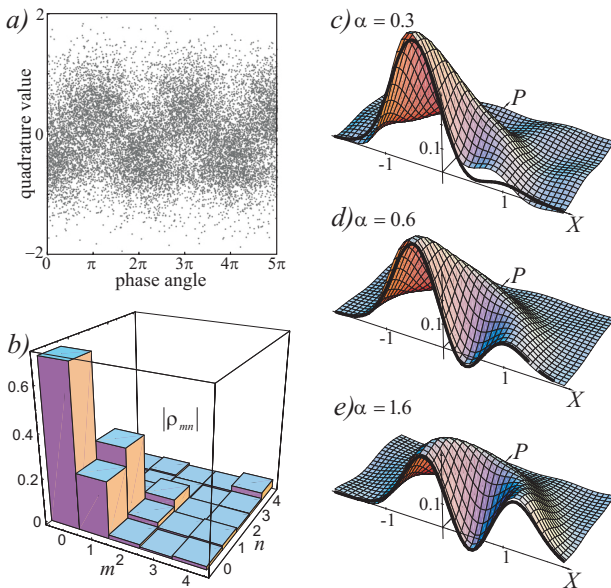 a)
2
0
−2
quadrature value
0 π 2π 3π 4π 5π
phase angle
b)
0.6
0.4
0.2
0
|ρmn|
0 1 2 3 4
m
0 1 2 3 4
n
c) α = 0.3
P
0.1
-1 1
X
d) α = 0.6
P
0.1
-1 1
X
e) α = 1.6
P
0.1
-1 1
X